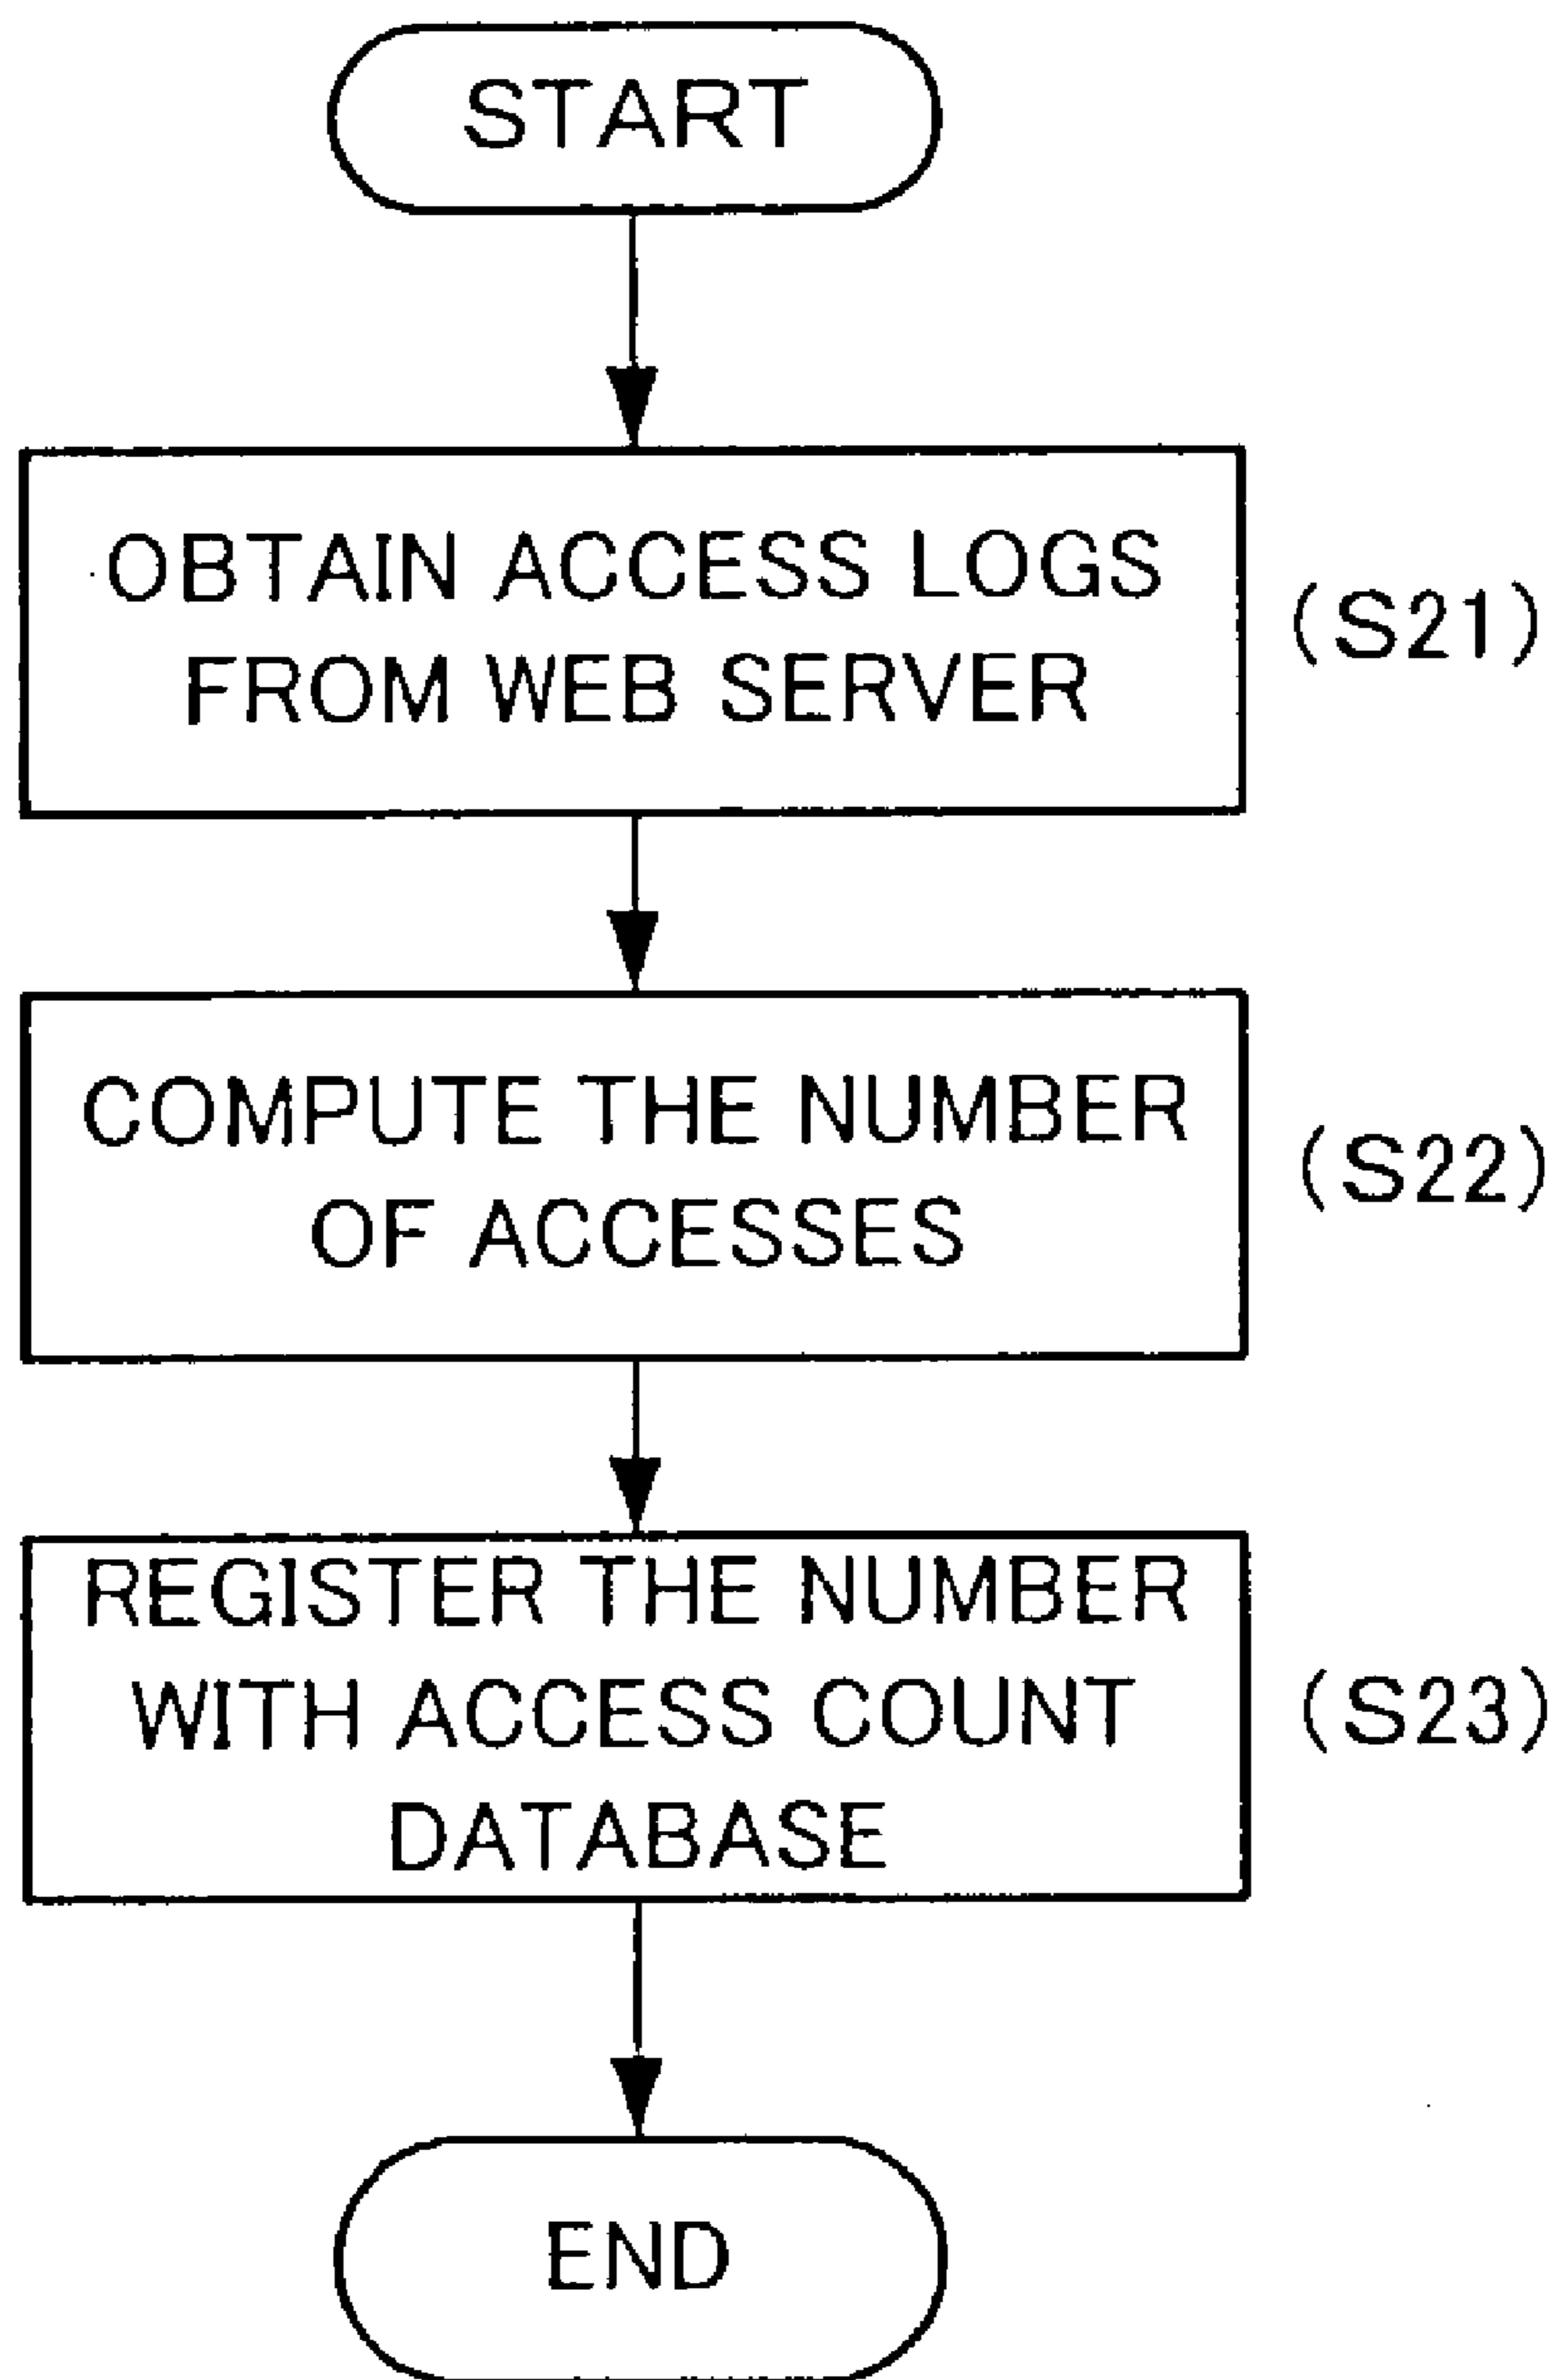 START
OBTAIN ACCESS LOGS
FROM WEB SERVER
(S21)
COMPUTE THE NUMBER
OF ACCESSES
(S22)
REGISTER THE NUMBER
WITH ACCESS COUNT
DATABASE
(S23)
END